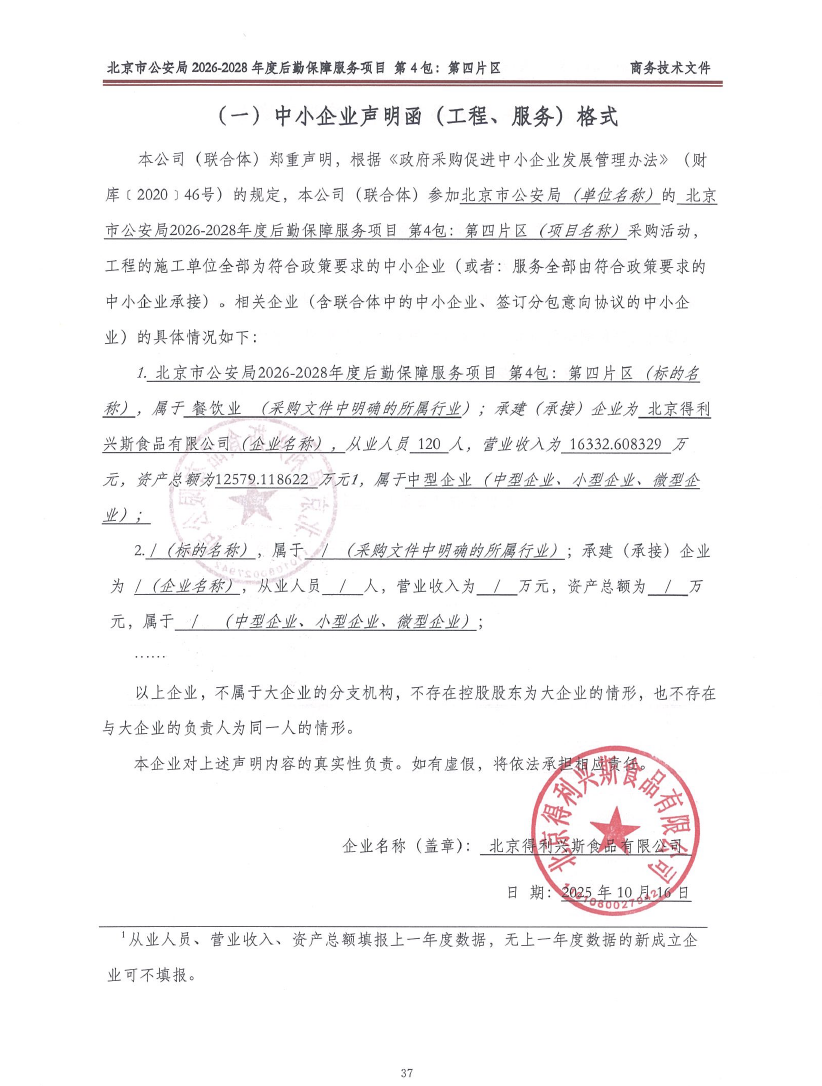 北京市公安局 2026-2028 年度后勤保障服务项目 第 4 包：第四片区 商务技术文件
（一）中小企业声明函（工程、服务）格式
本公司（联合体）郑重声明，根据《政府采购促进中小企业发展管理办法》（财
库﹝2020﹞46号）的规定，本公司（联合体）参加北京市公安局（单位名称）的 北京
市公安局2026-2028年度后勤保障服务项目 第4包：第四片区（项目名称）采购活动，
工程的施工单位全部为符合政策要求的中小企业（或者：服务全部由符合政策要求的
中小企业承接）。相关企业（含联合体中的中小企业、签订分包意向协议的中小企
业）的具体情况如下：
1. 北京市公安局2026-2028年度后勤保障服务项目 第4包：第四片区（标的名
称），属于 餐饮业 （采购文件中明确的所属行业）；承建（承接）企业为 北京得利
兴斯食品有限公司（企业名称），从业人员 120 人，营业收入为 16332.608329 万
元，资产总额为12579.118622 万元1，属于中型企业（中型企业、小型企业、微型企
业）；
2. /（标的名称），属于 / （采购文件中明确的所属行业）；承建（承接）企业
为 /（企业名称），从业人员 / 人，营业收入为 / 万元，资产总额为 / 万
元，属于 / （中型企业、小型企业、微型企业）；
……
以上企业，不属于大企业的分支机构，不存在控股股东为大企业的情形，也不存在
与大企业的负责人为同一人的情形。
本企业对上述声明内容的真实性负责。如有虚假，将依法承担相应责任。
企业名称（盖章）： 北京得利兴斯食品有限公司
北京得利兴斯食品有限公司
日 期：2025 年 10 月 16 日
1从业人员、营业收入、资产总额填报上一年度数据，无上一年度数据的新成立企
业可不填报。
37